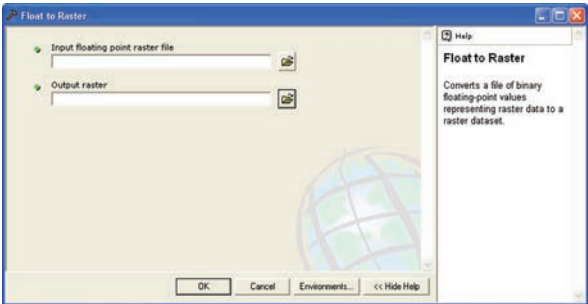 Float to Raster
Input floating point raster file
Output raster
OK
Cancel
Environments...
<< Hide Help
Help
Float to Raster
Converts a file of binary
floating-point values
representing raster data to a
raster dataset.